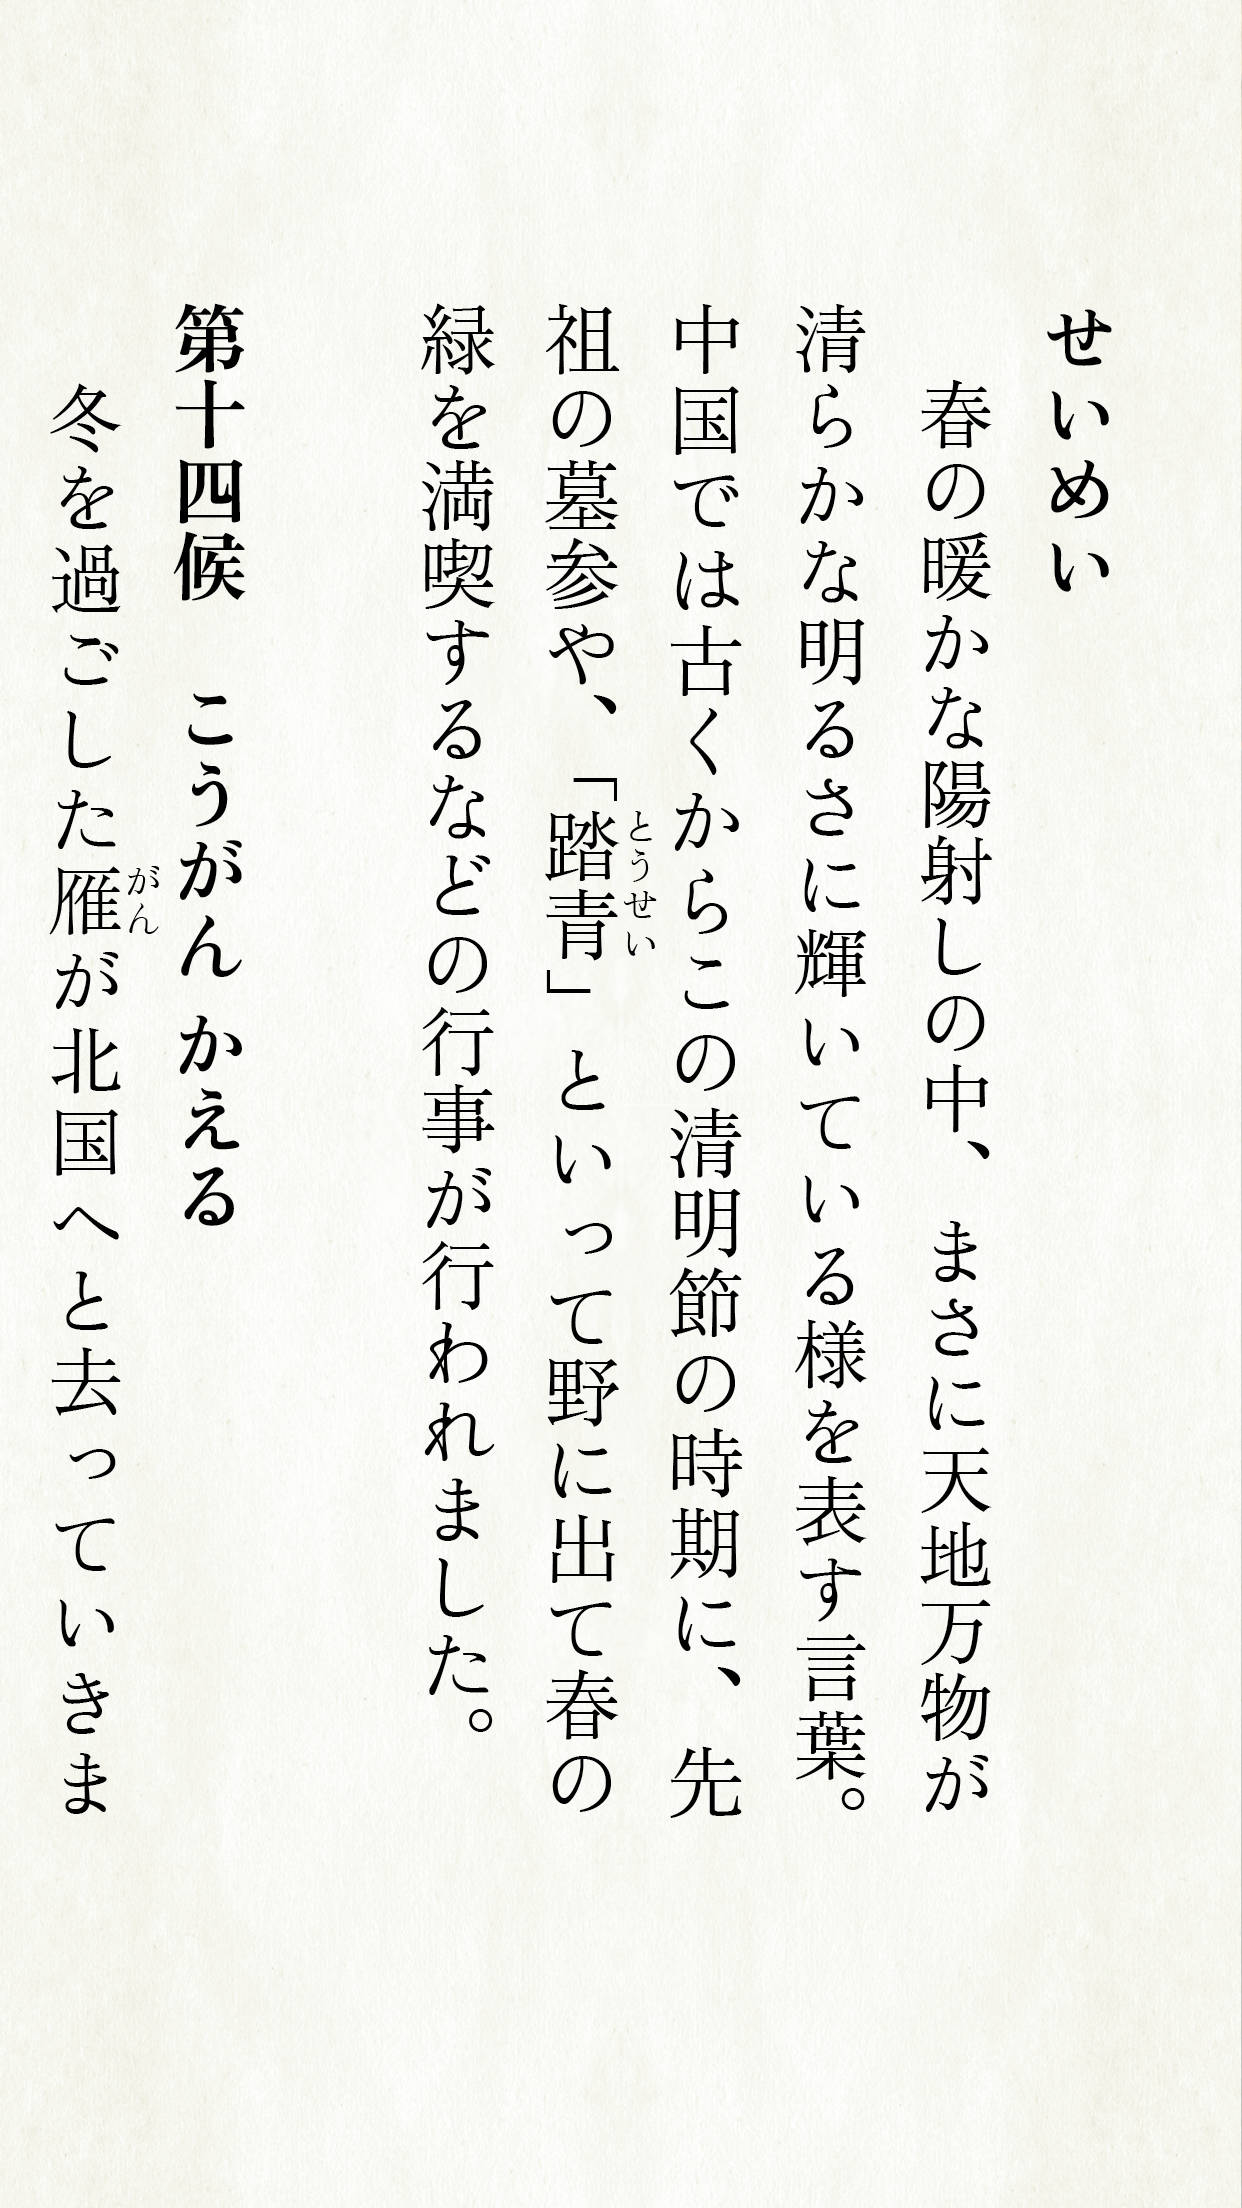 せいめい
　春の暖かな陽射しの中、まさに天地万物が
清らかな明るさに輝いている様を表す言葉。
中国では古くからこの清明節の時期に、先
祖の墓参や、「踏青」といって野に出て春の
とうせい
緑を満喫するなどの行事が行われました。
第十四候　こうがん かえる
　冬を過ごした雁が北国へと去っていきま
がん